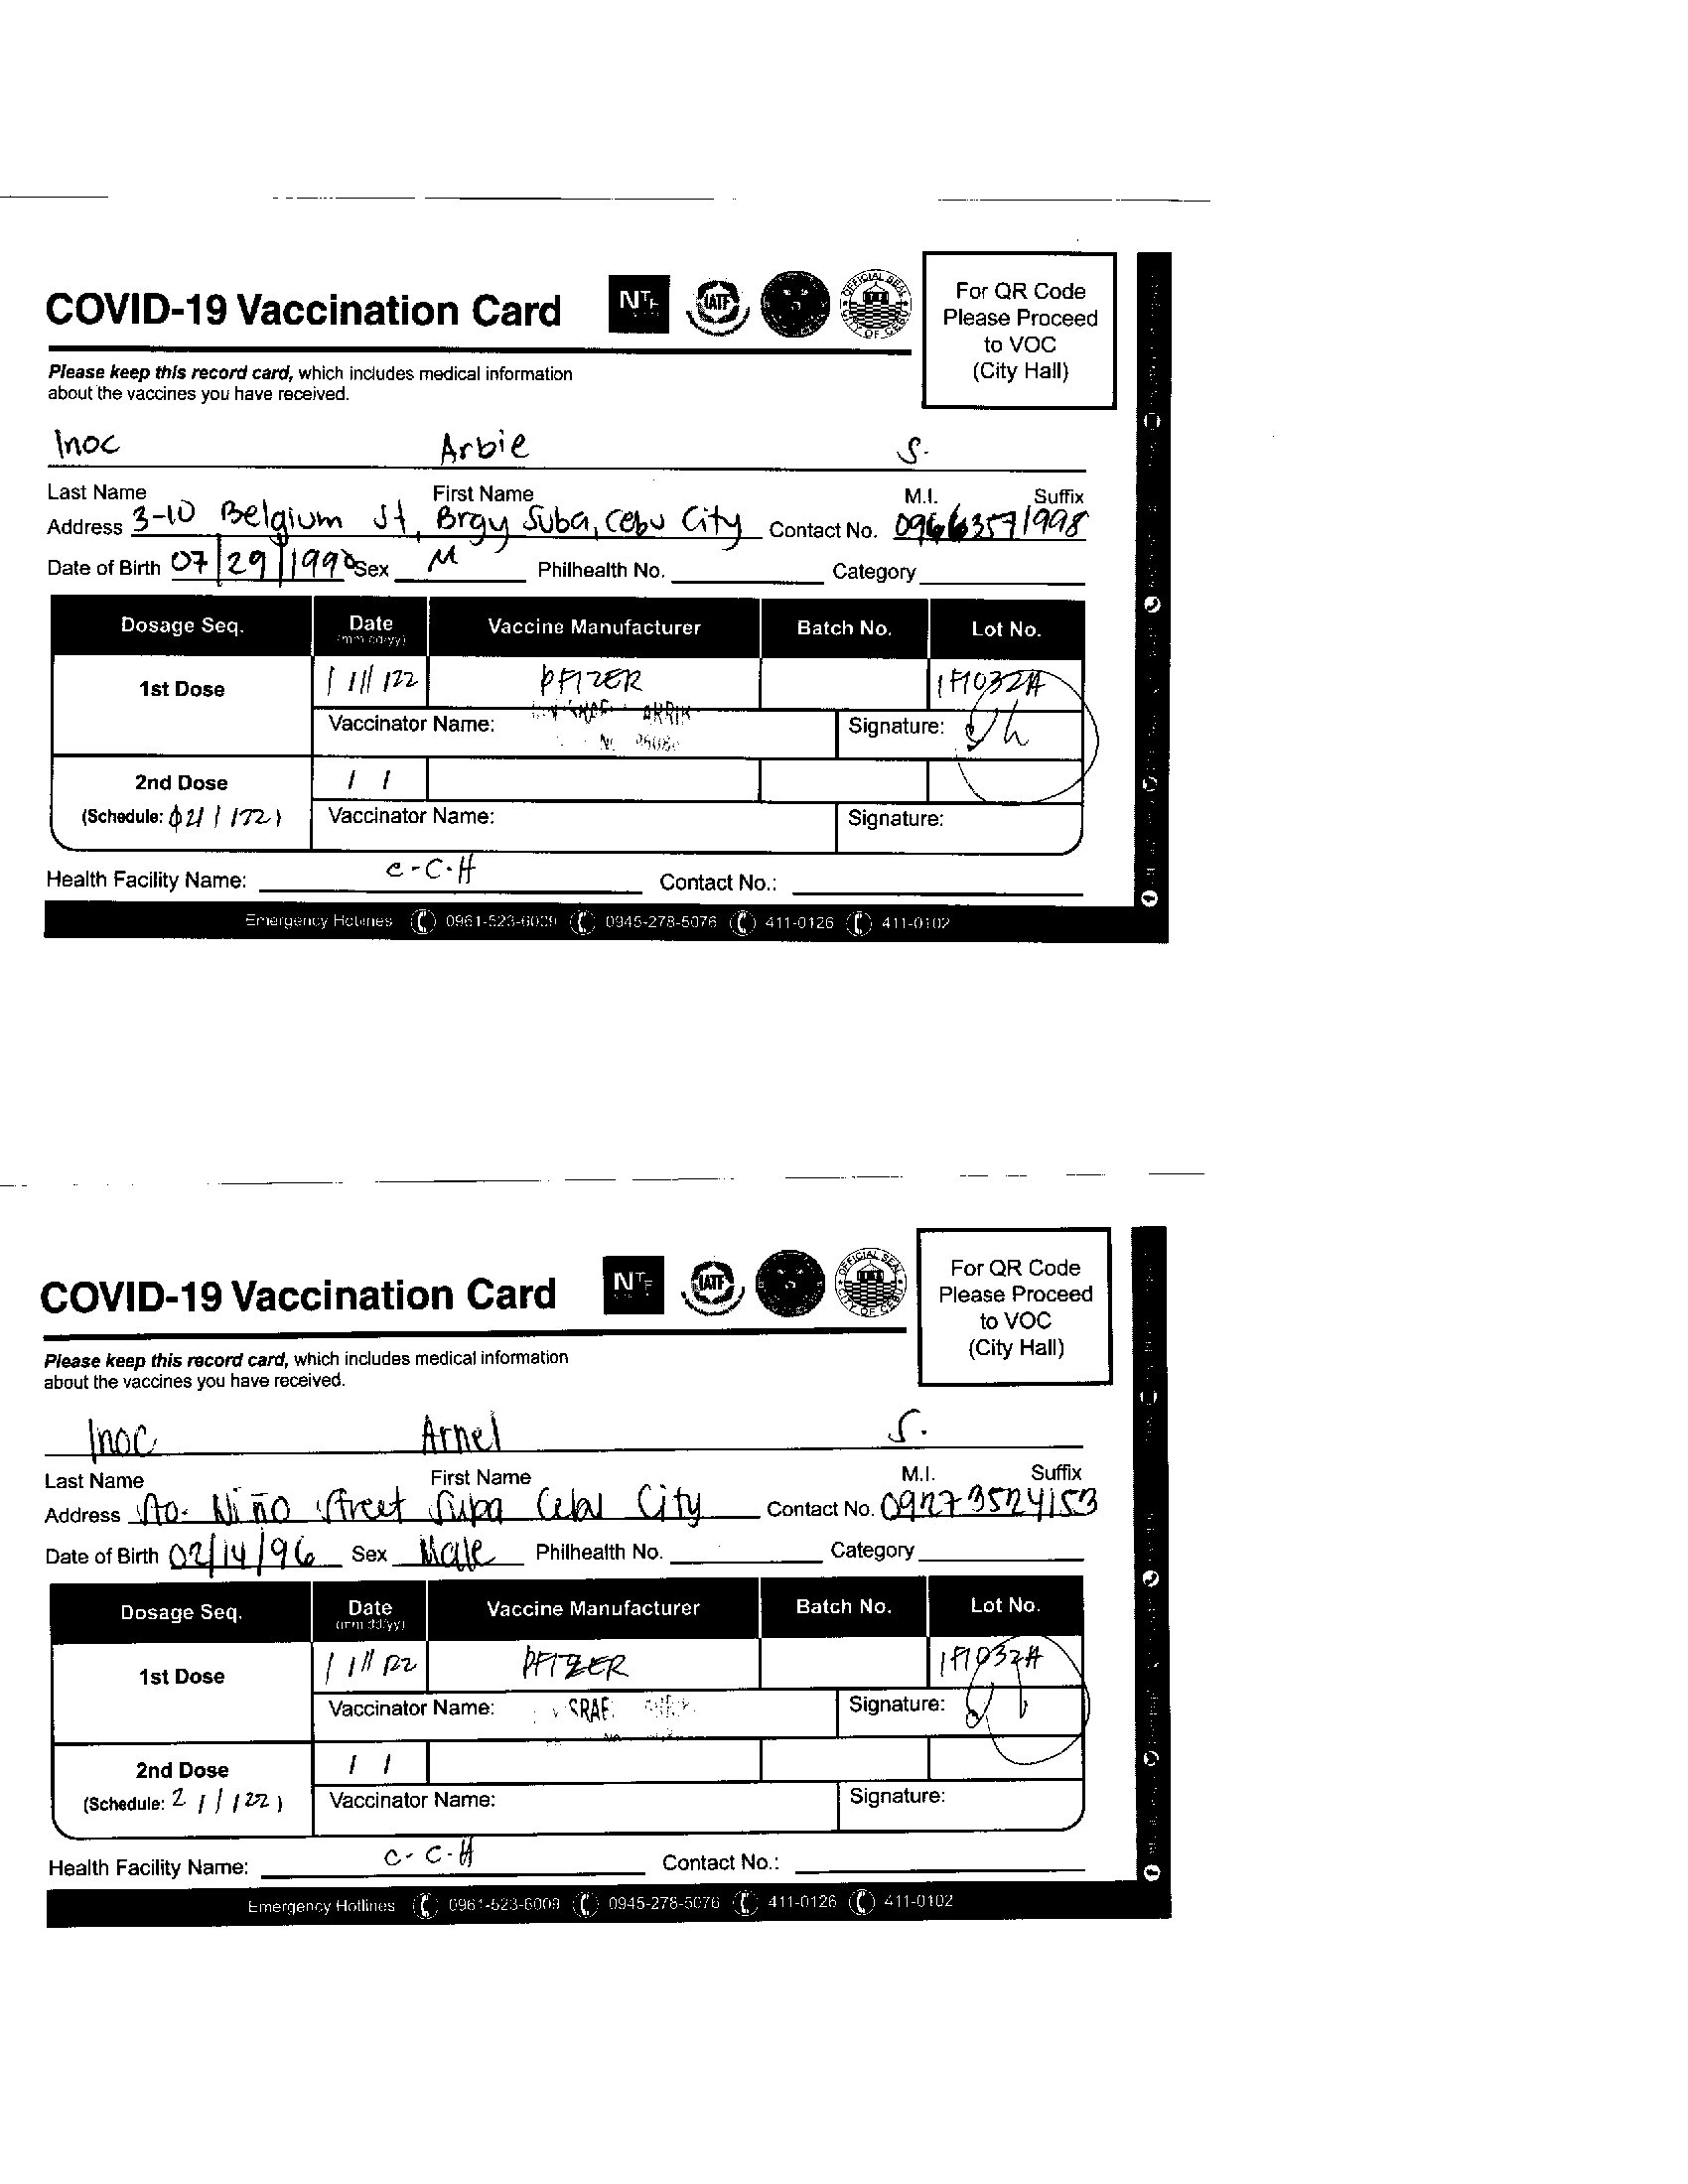 COVID-19 Vaccination Card
NTF
IATF
OFFICIAL SEAL
CITY OF CEBU
For QR Code
Please Proceed
to VOC
(City Hall)
Please keep this record card, which includes medical information
about the vaccines you have received.
Inoc Arbie S.
Last Name First Name M.I. Suffix
Address 3-10 Belgium St, Brgy Suba, Cebu City Contact No. 09663571998
Date of Birth 07/29/1998 Sex M Philhealth No. Category
Dosage Seq. Date Vaccine Manufacturer Batch No. Lot No.
(mm/dd/yy)
1st Dose 1/11/22 PFIZER 1F1032A
Vaccinator Name: Signature:
2nd Dose / /
(Schedule: 21/1/22) Vaccinator Name: Signature:
Health Facility Name: C-C-H Contact No.:
Emergency Hotlines 0961-523-6009 0945-278-5076 411-0126 411-0102
COVID-19 Vaccination Card
NTF
IATF
OFFICIAL SEAL
CITY OF CEBU
For QR Code
Please Proceed
to VOC
(City Hall)
Please keep this record card, which includes medical information
about the vaccines you have received.
Inoc Arnel S.
Last Name First Name M.I. Suffix
Address Sto. Niño Street Suba Cebu City Contact No. 09273524153
Date of Birth 02/14/96 Sex Male Philhealth No. Category
Dosage Seq. Date Vaccine Manufacturer Batch No. Lot No.
(mm/dd/yy)
1st Dose 1/11/22 PFIZER 1F1032A
Vaccinator Name: Signature:
2nd Dose / /
(Schedule: 2/1/22) Vaccinator Name: Signature:
Health Facility Name: C-C-H Contact No.:
Emergency Hotlines 0961-523-6009 0945-278-5076 411-0126 411-0102